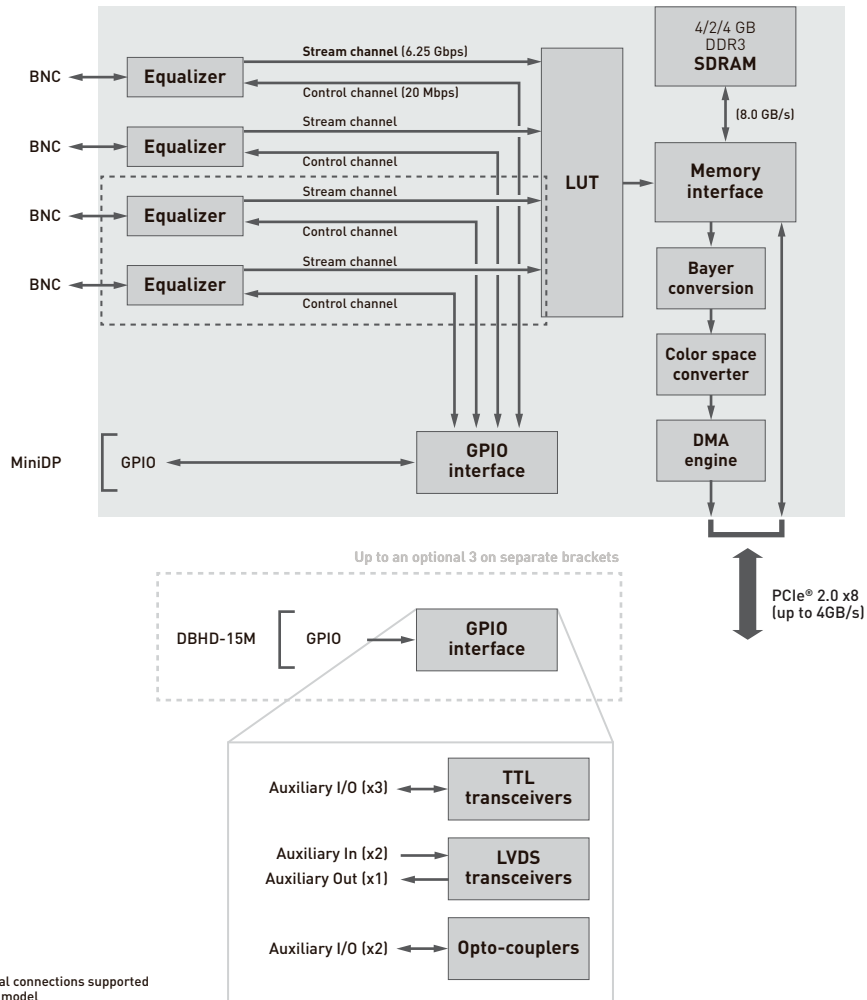 4/2/4 GB
DDR3
SDRAM
Stream channel (6.25 Gbps)
BNC
Equalizer
Control channel (20 Mbps)
(8.0 GB/s)
Stream channel
BNC
Equalizer
Control channel
LUT
Memory
interface
Stream channel
BNC
Equalizer
Control channel
Stream channel
BNC
Equalizer
Control channel
Bayer
conversion
Color space
converter
MiniDP
GPIO
GPIO
interface
DMA
engine
Up to an optional 3 on separate brackets
PCIe® 2.0 x8
(up to 4GB/s)
DBHD-15M
GPIO
GPIO
interface
Auxiliary I/O (x3)
TTL
transceivers
Auxiliary In (x2)
Auxiliary Out (x1)
LVDS
transceivers
Auxiliary I/O (x2)
Opto-couplers
connections supported
model